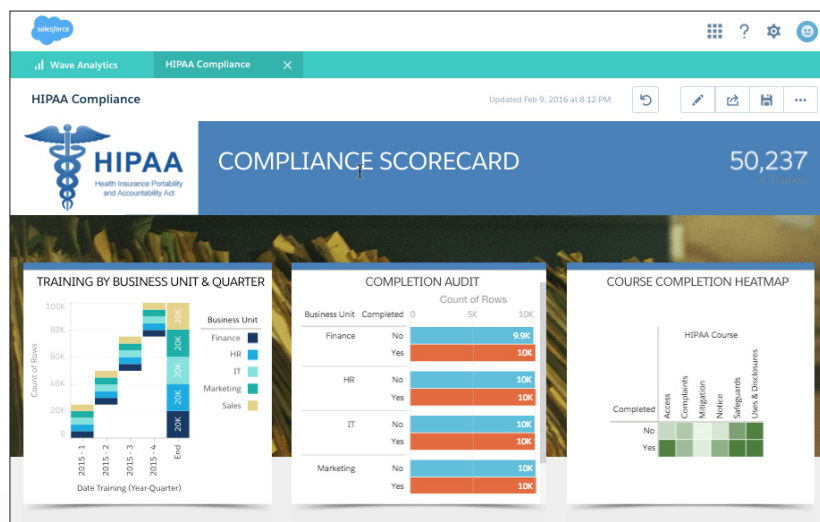 salesforce
?
Wave Analytics
HIPAA Compliance
HIPAA Compliance
Updated Feb 9, 2016 at 8:12 PM
HIPAA
Health Insurance Portability
and Accountability Act
COMPLIANCE SCORECARD
50,237
# Trained
TRAINING BY BUSINESS UNIT & QUARTER
100K
80K
60K
40K
20K
0
Count of Rows
20K
20K
20K
20K
20K
2015 - 1
2015 - 2
2015 - 3
2015 - 4
End
Date Training (Year-Quarter)
Business Unit
Finance
HR
IT
Marketing
Sales
COMPLETION AUDIT
Count of Rows
Business Unit Completed 0 5K 10K
Finance No 9.9K
Yes 10K
HR No 10K
Yes 10K
IT No 10K
Yes 10K
Marketing No 10K
Yes 10K
COURSE COMPLETION HEATMAP
HIPAA Course
Access
Complaints
Mitigation
Notice
Safeguards
Uses & Disclosures
Completed
No
Yes